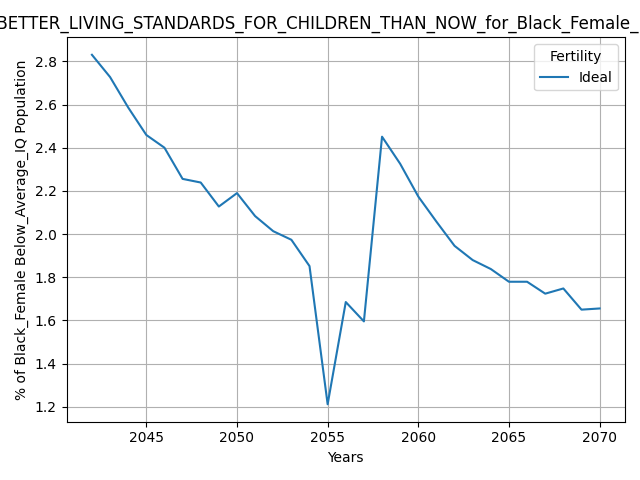 BETTER_LIVING_STANDARDS_FOR_CHILDREN_THAN_NOW_for_Black_Female_
Fertility
Ideal
% of Black_Female Below_Average_IQ Population
2.8
2.6
2.4
2.2
2.0
1.8
1.6
1.4
1.2
2045 2050 2055 2060 2065 2070
Years